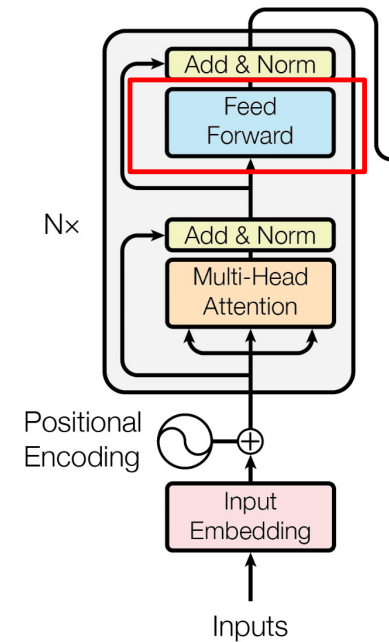 Add & Norm
Feed
Forward
N×
Add & Norm
Multi-Head
Attention
Positional
Encoding
Input
Embedding
Inputs